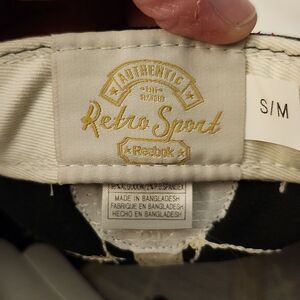 AUTHENTIC
Retro Sport
Reebok
S/M
MADE IN BANGLADESH
FABRIQUE EN BANGLADESH
HECHO EN BANGLADESH